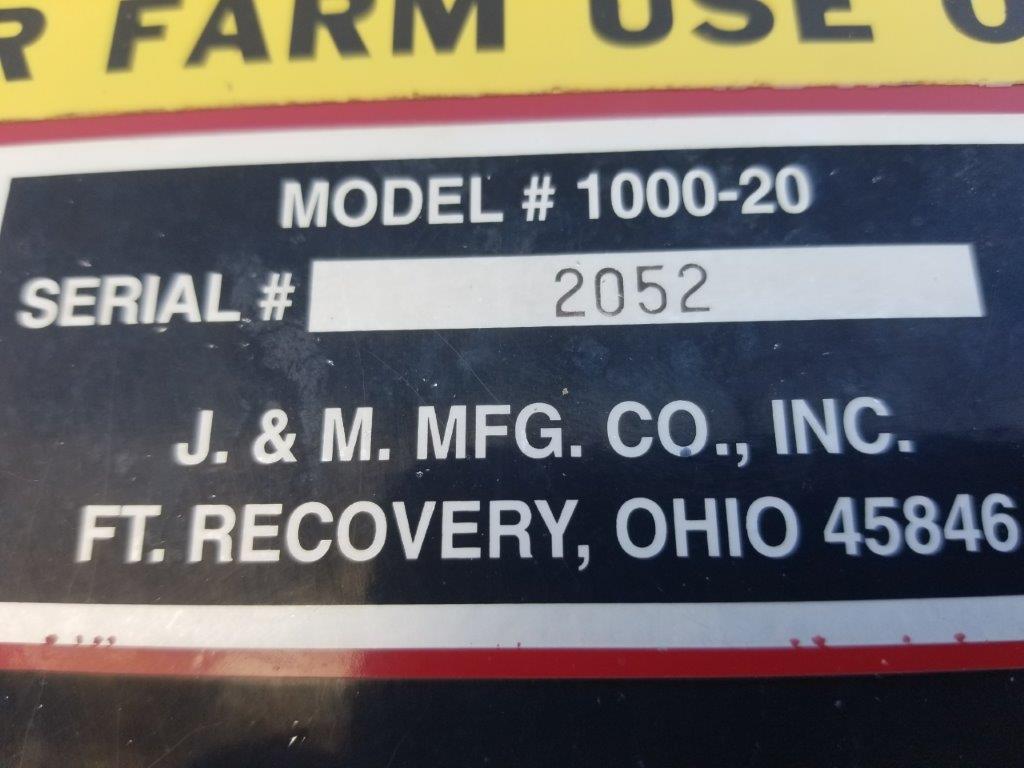 R FARM USE O
MODEL # 1000-20
SERIAL # 2052
J. & M. MFG. CO., INC.
FT. RECOVERY, OHIO 45846